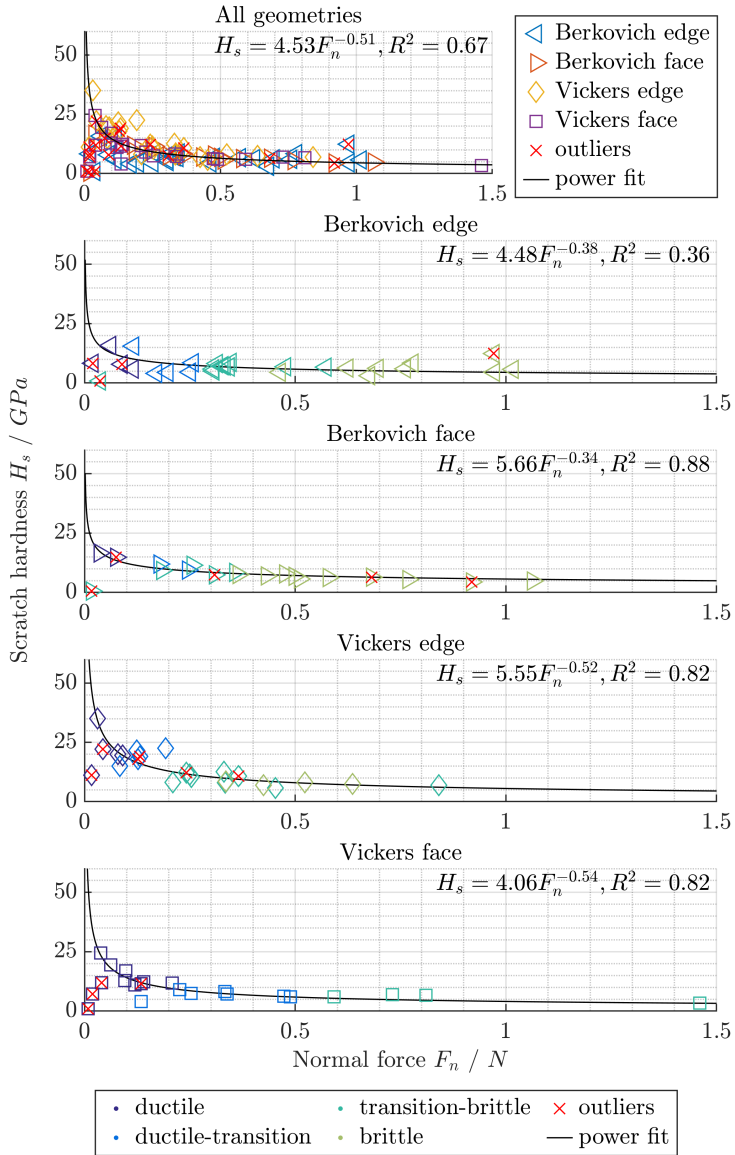 All geometries
H_s = 4.53F_n^{-0.51}, R^2 = 0.67
50
25
0
0 0.5 1 1.5
Berkovich edge
Berkovich face
Vickers edge
Vickers face
outliers
power fit
Berkovich edge
H_s = 4.48F_n^{-0.38}, R^2 = 0.36
50
25
0
0 0.5 1 1.5
Berkovich face
H_s = 5.66F_n^{-0.34}, R^2 = 0.88
50
25
0
0 0.5 1 1.5
Vickers edge
H_s = 5.55F_n^{-0.52}, R^2 = 0.82
50
25
0
0 0.5 1 1.5
Vickers face
H_s = 4.06F_n^{-0.54}, R^2 = 0.82
50
25
0
0 0.5 1 1.5
Scratch hardness H_s / GPa
Normal force F_n / N
ductile transition-brittle outliers
ductile-transition brittle power fit